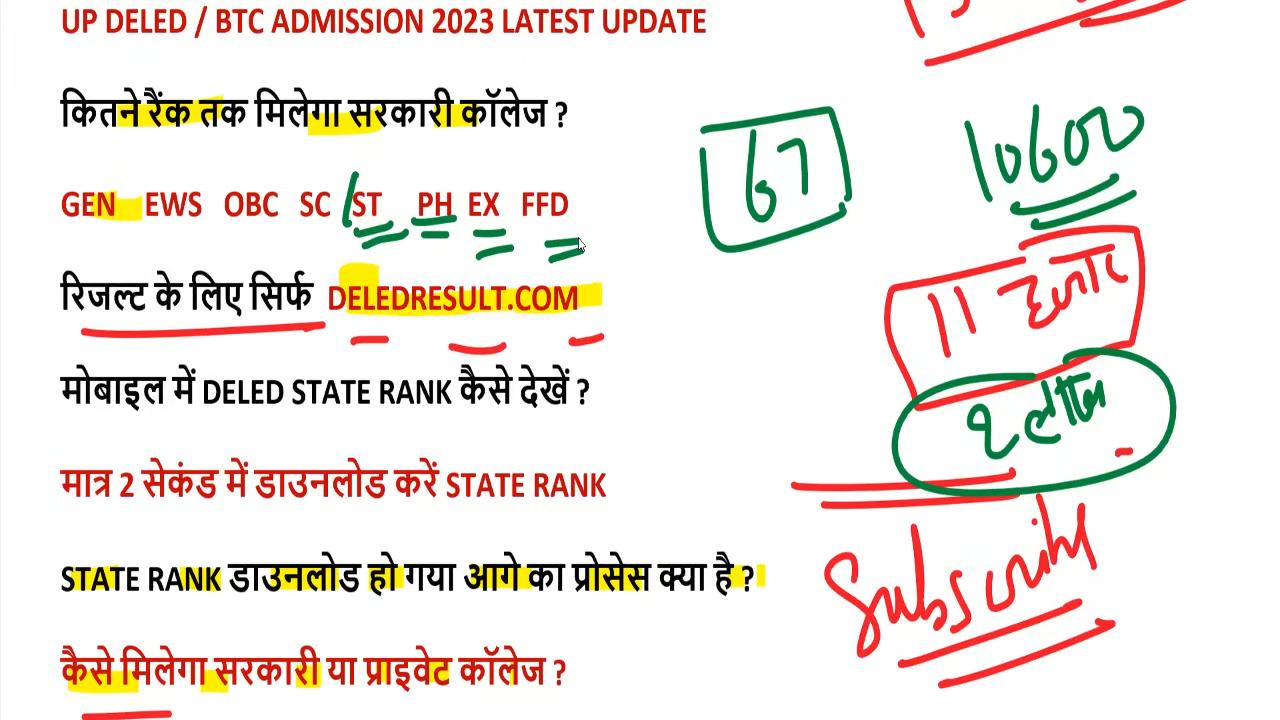 UP DELED / BTC ADMISSION 2023 LATEST UPDATE
कितने रैंक तक मिलेगा सरकारी कॉलेज ?
67
10600
GEN EWS OBC SC ST PH EX FFD
रिजल्ट के लिए सिर्फ DELEDRESULT.COM
11 हजार
मोबाइल में DELED STATE RANK कैसे देखें ?
मात्र 2 सेकंड में डाउनलोड करें STATE RANK
STATE RANK डाउनलोड हो गया आगे का प्रोसेस क्या है ?
Subscribe
कैसे मिलेगा सरकारी या प्राइवेट कॉलेज ?